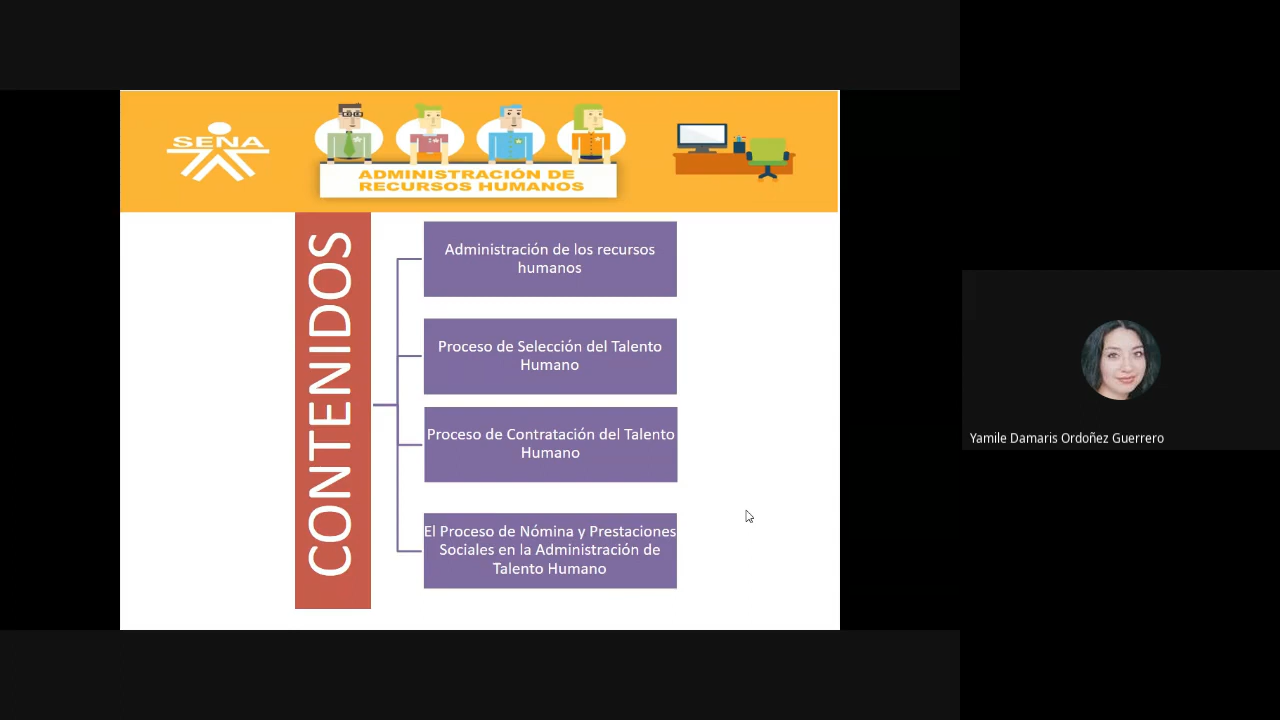 SENA
ADMINISTRACIÓN DE
RECURSOS HUMANOS
CONTENIDOS
Administración de los recursos
humanos
Proceso de Selección del Talento
Humano
Proceso de Contratación del Talento
Humano
El Proceso de Nómina y Prestaciones
Sociales en la Administración de
Talento Humano
Yamile Damaris Ordoñez Guerrero